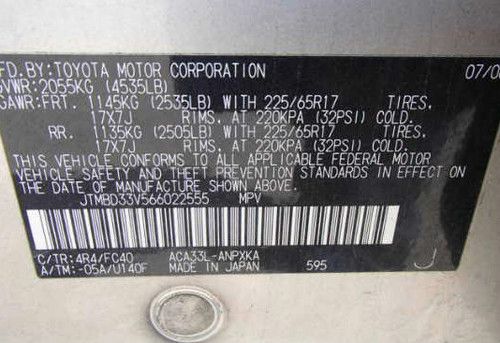 MFD. BY: TOYOTA MOTOR CORPORATION 07/0
GVWR: 2055KG (4535LB)
GAWR: FRT. 1145KG (2535LB) WITH 225/65R17 TIRES.
17X7J RIMS. AT 220KPA (32PSI) COLD.
RR. 1135KG (2505LB) WITH 225/65R17 TIRES.
17X7J RIMS. AT 220KPA (32PSI) COLD.
THIS VEHICLE CONFORMS TO ALL APPLICABLE FEDERAL MOTOR
VEHICLE SAFETY AND THEFT PREVENTION STANDARDS IN EFFECT ON
THE DATE OF MANUFACTURE SHOWN ABOVE.
JTMBD33V566022555 MPV
C/TR: 4R4/FC40 ACA33L-ANPXKA
A/TM: -05A/U140F MADE IN JAPAN 595 J